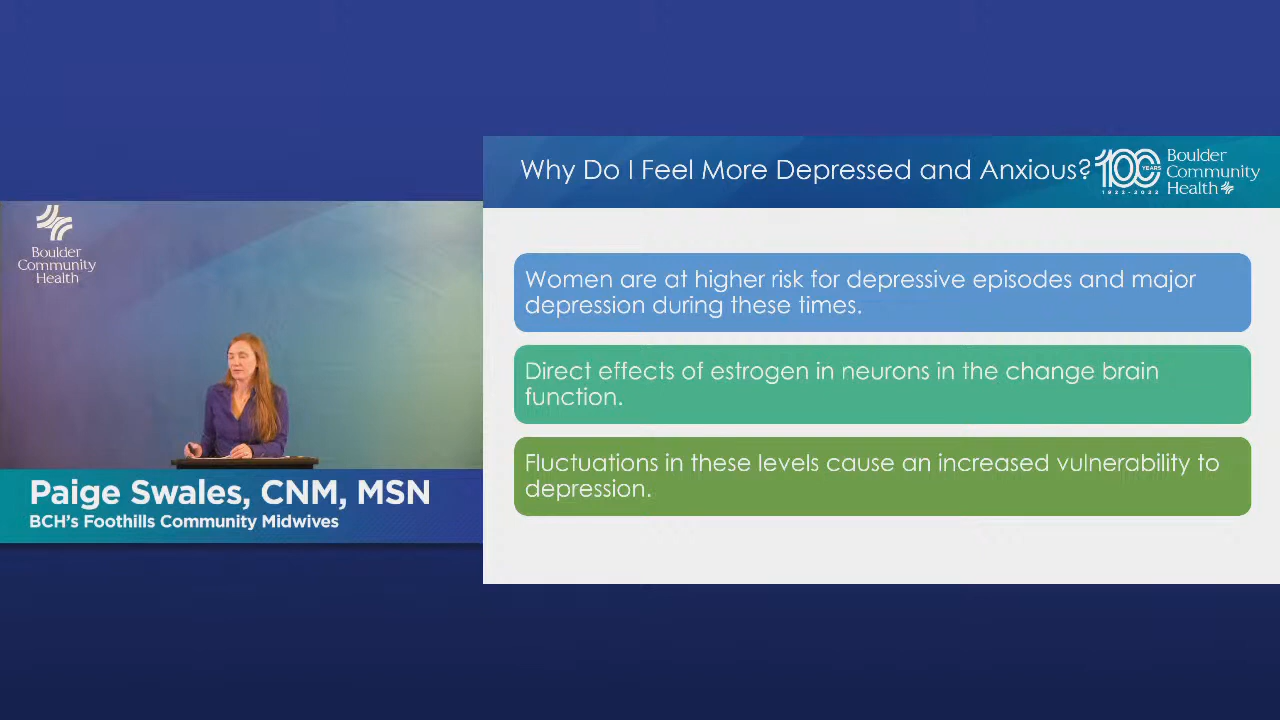 Boulder
Community
Health
Paige Swales, CNM, MSN
BCH's Foothills Community Midwives
Why Do I Feel More Depressed and Anxious?
100
YEARS
1922-2022
Boulder
Community
Health
Women are at higher risk for depressive episodes and major
depression during these times.
Direct effects of estrogen in neurons in the change brain
function.
Fluctuations in these levels cause an increased vulnerability to
depression.